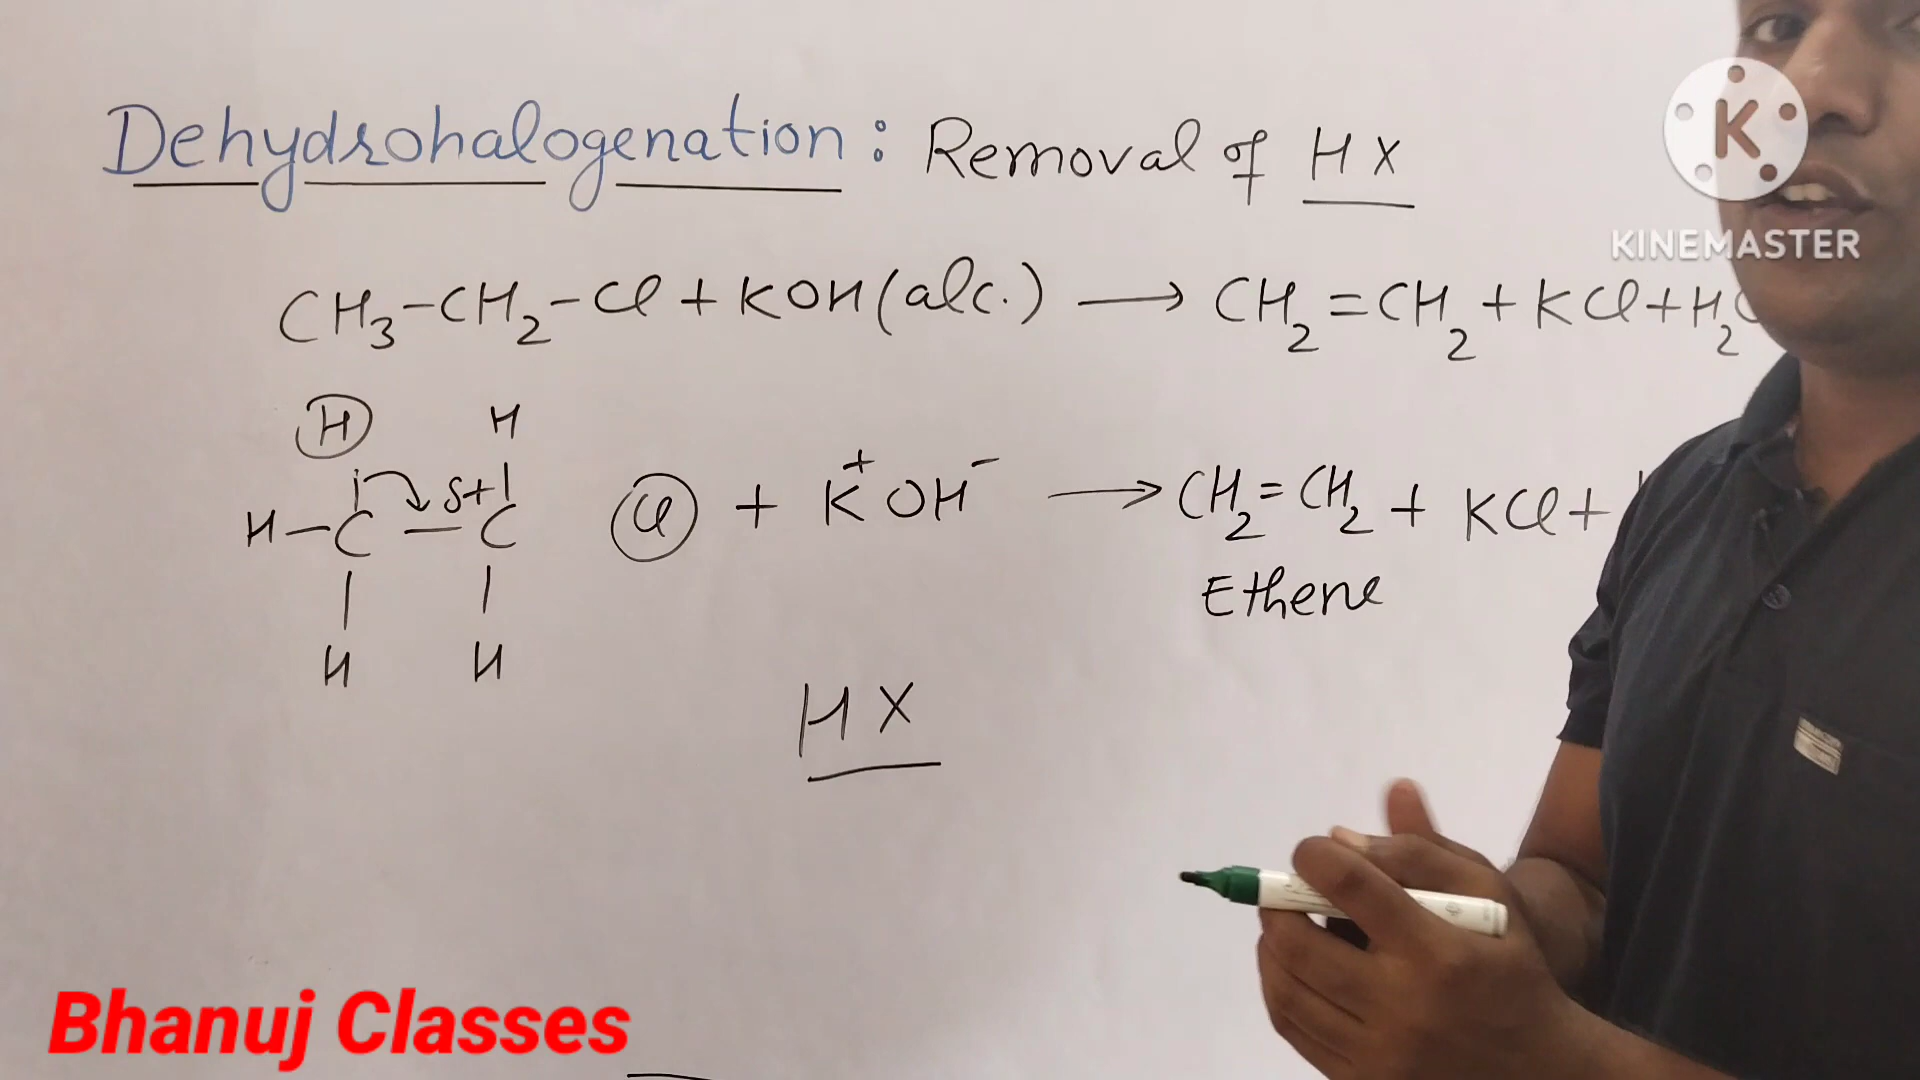 Dehydrohalogenation : Removal of HX
K
KINEMASTER
CH₃-CH₂-Cl + KOH (alc.) → CH₂=CH₂ + KCl + H₂
H H
δ+
H-C-C Cl + K⁺OH⁻ → CH₂=CH₂ + KCl +
Ethene
H H
HX
Bhanuj Classes